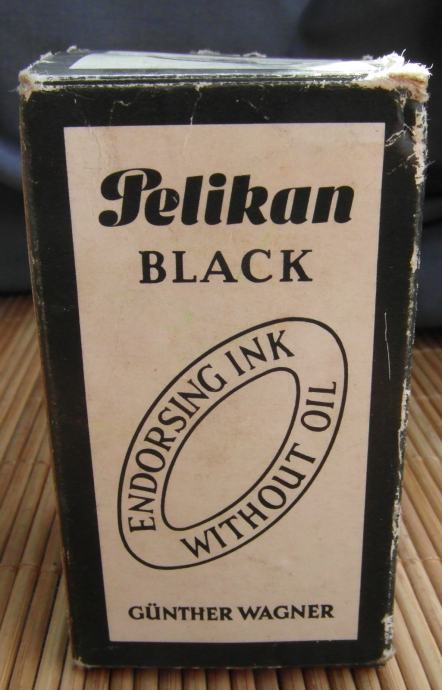 Pelikan
BLACK
ENDORSING INK
WITHOUT OIL
GÜNTHER WAGNER